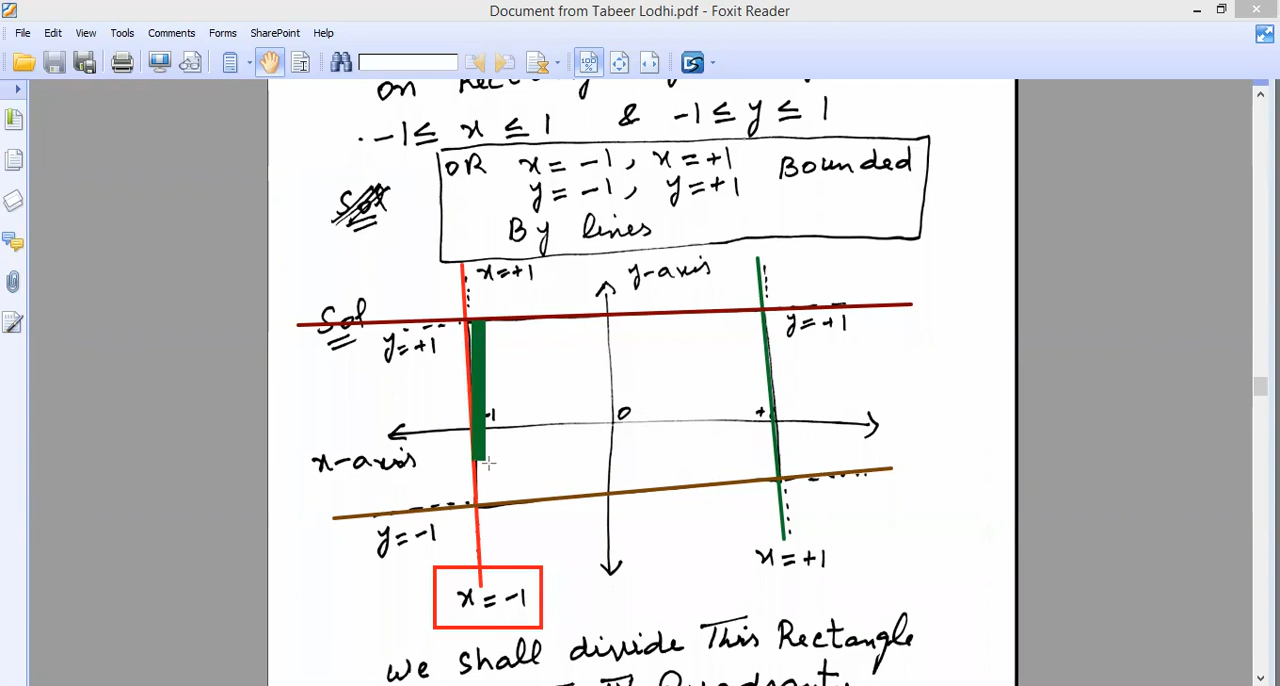 Document from Tabeer Lodhi.pdf - Foxit Reader
File Edit View Tools Comments Forms SharePoint Help
on
-1 ≤ x ≤ 1 & -1 ≤ y ≤ 1
OR x = -1, x = +1 Bounded
y = -1, y = +1
By lines
Sol
x = +1 y-axis
Sol
y = +1 y = +1
-1 0 +
x-axis
y = -1
x = +1
x = -1
we shall divide This Rectangle